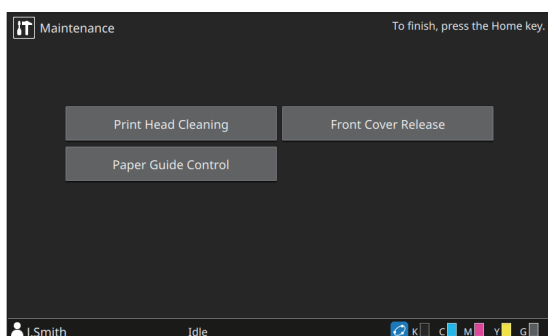 Maintenance
To finish, press the Home key.
Print Head Cleaning
Front Cover Release
Paper Guide Control
J.Smith Idle K C M Y G